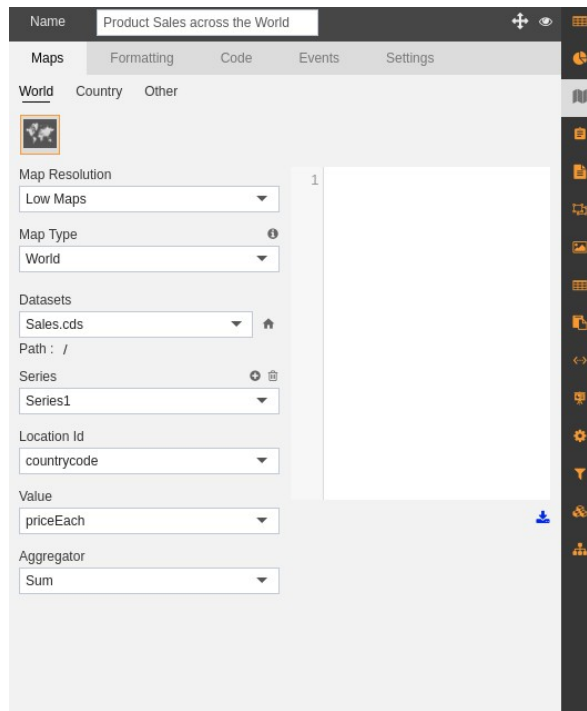 Name Product Sales across the World
Maps Formatting Code Events Settings
World Country Other
Map Resolution
1
Low Maps
Map Type
World
Datasets
Sales.cds
Path : /
Series
Series1
Location Id
countrycode
Value
priceEach
Aggregator
Sum